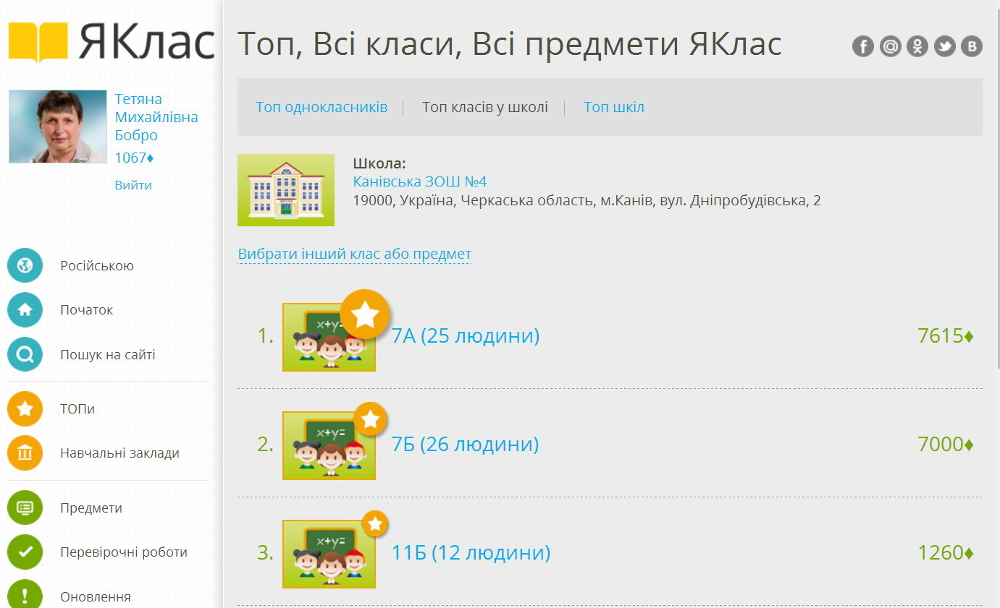 ЯКлас
Тетяна
Михайлівна
Бобро
1067♦
Вийти
Російською
Початок
Пошук на сайті
ТОПи
Навчальні заклади
Предмети
Перевірочні роботи
Оновлення
Топ, Всі класи, Всі предмети ЯКлас
Топ однокласників | Топ класів у школі | Топ шкіл
Школа:
Канівська ЗОШ №4
19000, Україна, Черкаська область, м.Канів, вул. Дніпробудівська, 2
Вибрати інший клас або предмет
1. x+y= 7А (25 людини) 7615♦
2. x+y= 7Б (26 людини) 7000♦
3. x+y= 11Б (12 людини) 1260♦